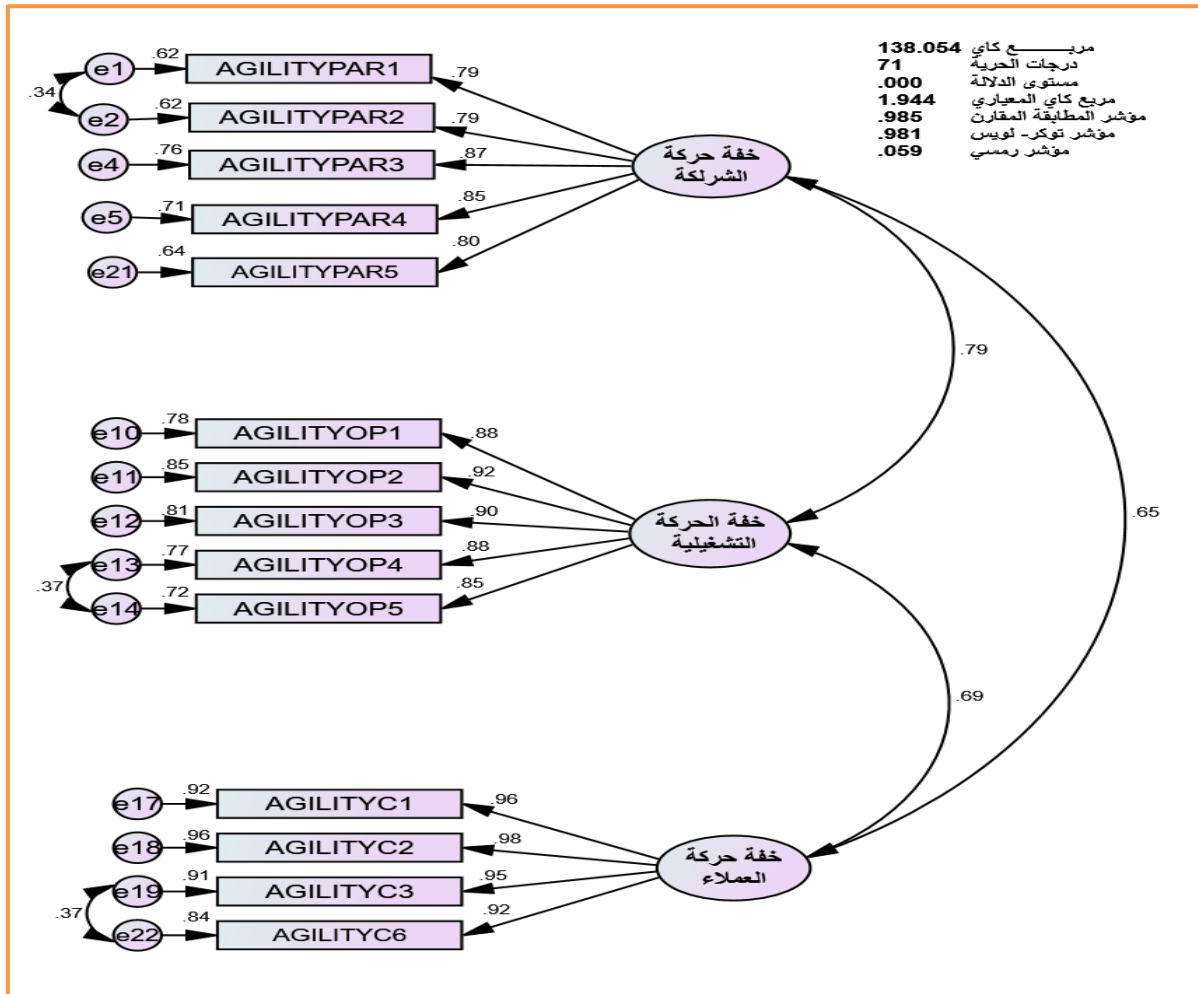 138.054 مربـــــــــع كاي
71 درجات الحرية
.000 مستوى الدلالة
1.944 مربع كاي المعياري
.985 مؤشر المطابقة المقارن
.981 مؤشر توكر- لويس
.059 مؤشر رمسي
e1 .62 AGILITYPAR1 .79
.34
e2 .62 AGILITYPAR2 .79
e4 .76 AGILITYPAR3 .87
e5 .71 AGILITYPAR4 .85
e21 .64 AGILITYPAR5 .80
خفة حركة
الشرلكة
.79
.65
e10 .78 AGILITYOP1 .88
e11 .85 AGILITYOP2 .92
e12 .81 AGILITYOP3 .90
e13 .77 AGILITYOP4 .88
.37
e14 .72 AGILITYOP5 .85
خفة الحركة
التشغيلية
.69
e17 .92 AGILITYC1 .96
e18 .96 AGILITYC2 .98
e19 .91 AGILITYC3 .95
.37
e22 .84 AGILITYC6 .92
خفة حركة
العملاء